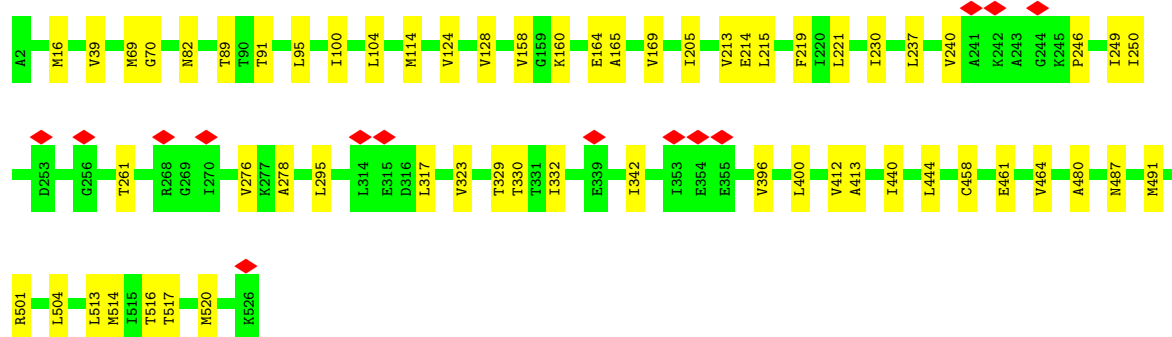 A2 M16 V39 M69 G70 N82 T89 T90 T91 L95 I100 L104 M114 V124 V128 V158 G159 K160 E164 A165 V169 I205 V213 E214 L215 F219 I220 L221 I230 L237 V240 A241 K242 A243 G244 K245 P246 I249 I250
D253 G256 T261 R268 G269 I270 V276 K277 A278 L295 L314 E315 D316 L317 V323 T329 T330 T331 I332 E339 I342 I353 E354 E355 V396 L400 V412 A413 I440 L444 C458 E461 V464 A480 N487 M491
R501 L504 L513 M514 I515 T516 T517 M520 K526